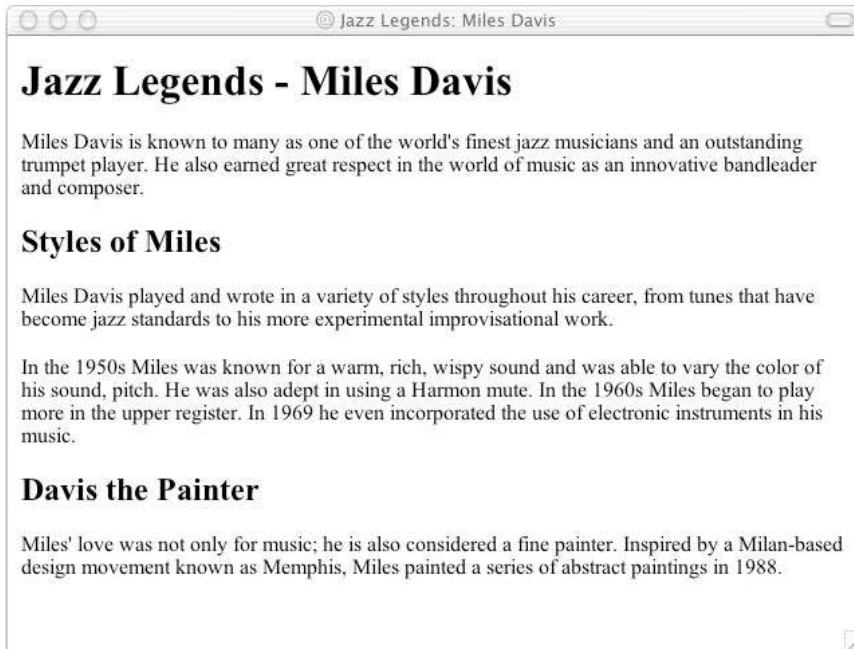 Jazz Legends: Miles Davis
Jazz Legends - Miles Davis
Miles Davis is known to many as one of the world's finest jazz musicians and an outstanding
trumpet player. He also earned great respect in the world of music as an innovative bandleader
and composer.
Styles of Miles
Miles Davis played and wrote in a variety of styles throughout his career, from tunes that have
become jazz standards to his more experimental improvisational work.
In the 1950s Miles was known for a warm, rich, wispy sound and was able to vary the color of
his sound, pitch. He was also adept in using a Harmon mute. In the 1960s Miles began to play
more in the upper register. In 1969 he even incorporated the use of electronic instruments in his
music.
Davis the Painter
Miles' love was not only for music; he is also considered a fine painter. Inspired by a Milan-based
design movement known as Memphis, Miles painted a series of abstract paintings in 1988.